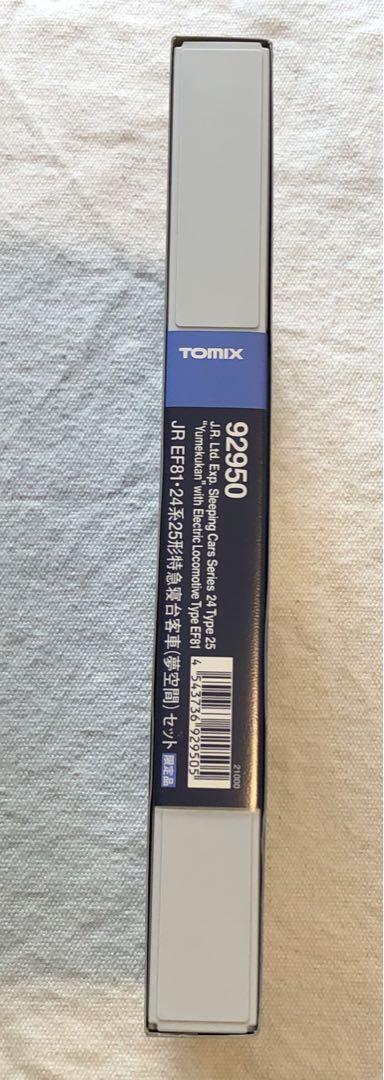 TOMIX
92950
J.R. Ltd. Exp. Sleeping Cars Series 24 Type 25
"Yumekukan" with Electric Locomotive Type EF81
JR EF81・24系25形特急寝台客車(夢空間)セット 限定品
21000
4 543736 929505